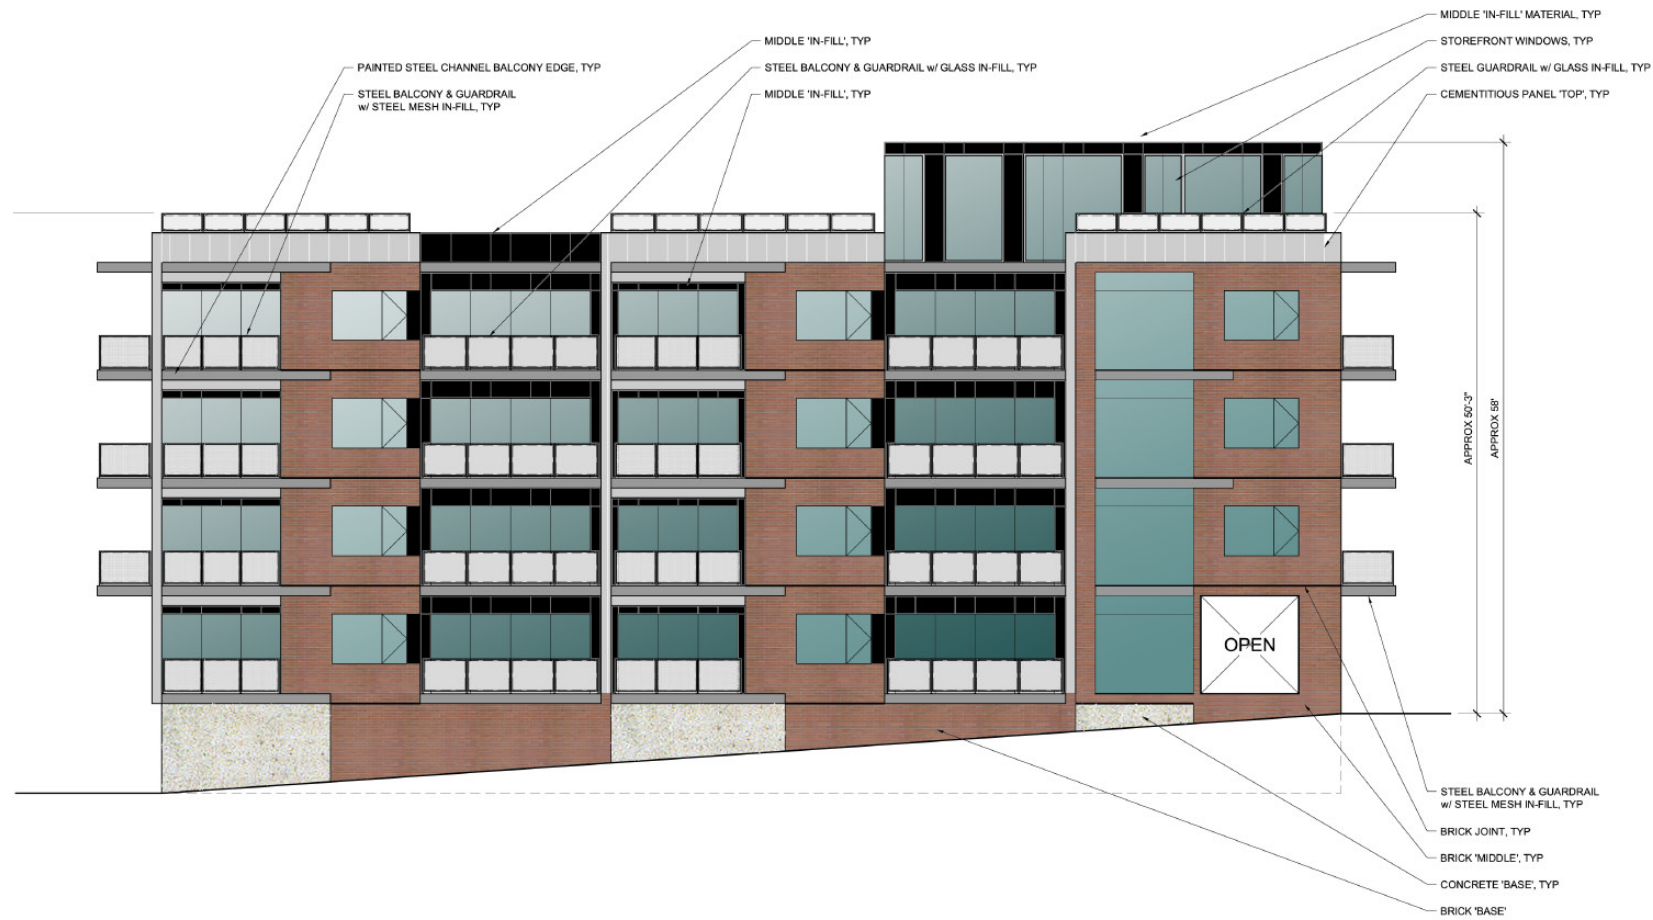 MIDDLE 'IN-FILL' MATERIAL, TYP
MIDDLE 'IN-FILL', TYP
STOREFRONT WINDOWS, TYP
PAINTED STEEL CHANNEL BALCONY EDGE, TYP
STEEL BALCONY & GUARDRAIL w/ GLASS IN-FILL, TYP
STEEL GUARDRAIL w/ GLASS IN-FILL, TYP
STEEL BALCONY & GUARDRAIL
w/ STEEL MESH IN-FILL, TYP
MIDDLE 'IN-FILL', TYP
CEMENTITIOUS PANEL 'TOP', TYP
APPROX 50'-3"
APPROX 58'
OPEN
STEEL BALCONY & GUARDRAIL
w/ STEEL MESH IN-FILL, TYP
BRICK JOINT, TYP
BRICK 'MIDDLE', TYP
CONCRETE 'BASE', TYP
BRICK 'BASE'